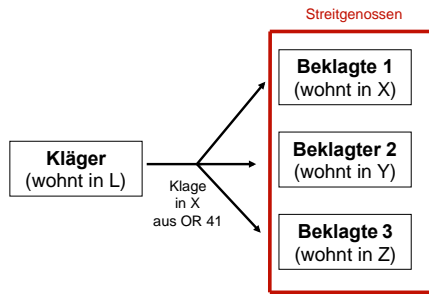 Streitgenossen
Beklagte 1
(wohnt in X)
Kläger
(wohnt in L)
Klage
in X
aus OR 41
Beklagter 2
(wohnt in Y)
Beklagte 3
(wohnt in Z)